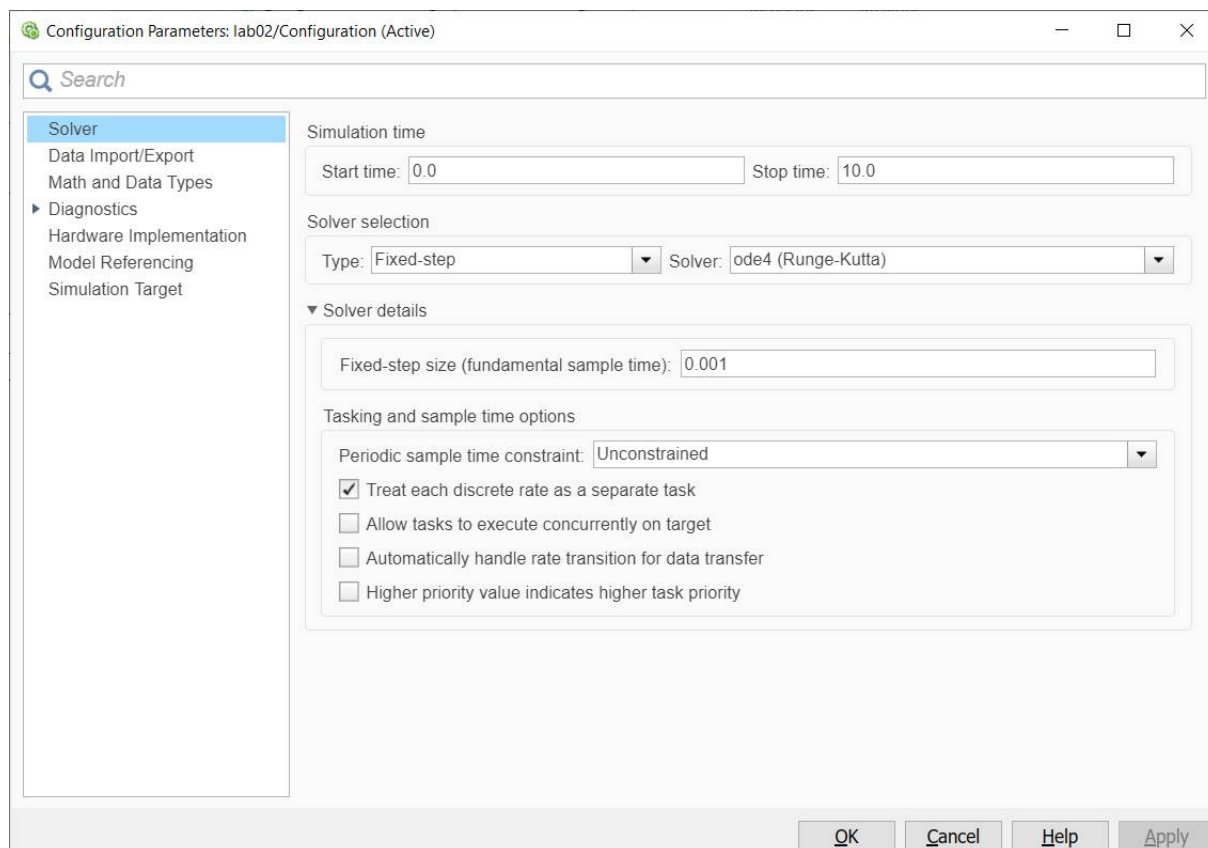 Configuration Parameters: lab02/Configuration (Active)
Search
Solver
Data Import/Export
Math and Data Types
Diagnostics
Hardware Implementation
Model Referencing
Simulation Target
Simulation time
Start time: 0.0 Stop time: 10.0
Solver selection
Type: Fixed-step Solver: ode4 (Runge-Kutta)
Solver details
Fixed-step size (fundamental sample time): 0.001
Tasking and sample time options
Periodic sample time constraint: Unconstrained
Treat each discrete rate as a separate task
Allow tasks to execute concurrently on target
Automatically handle rate transition for data transfer
Higher priority value indicates higher task priority
OK Cancel Help Apply